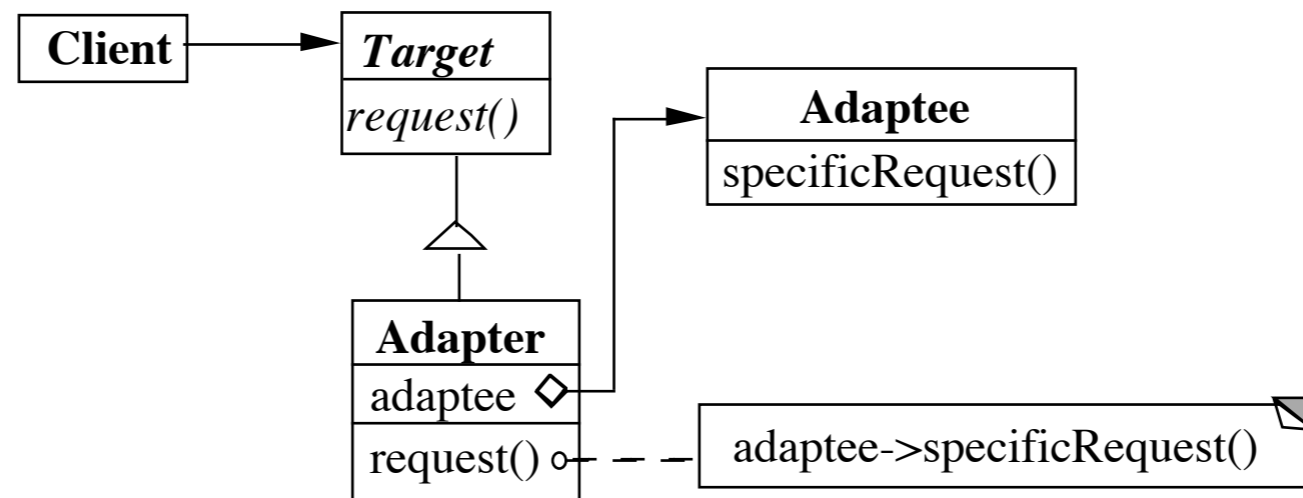 Client
Target
request()
Adaptee
specificRequest()
Adapter
adaptee
request()
adaptee->specificRequest()